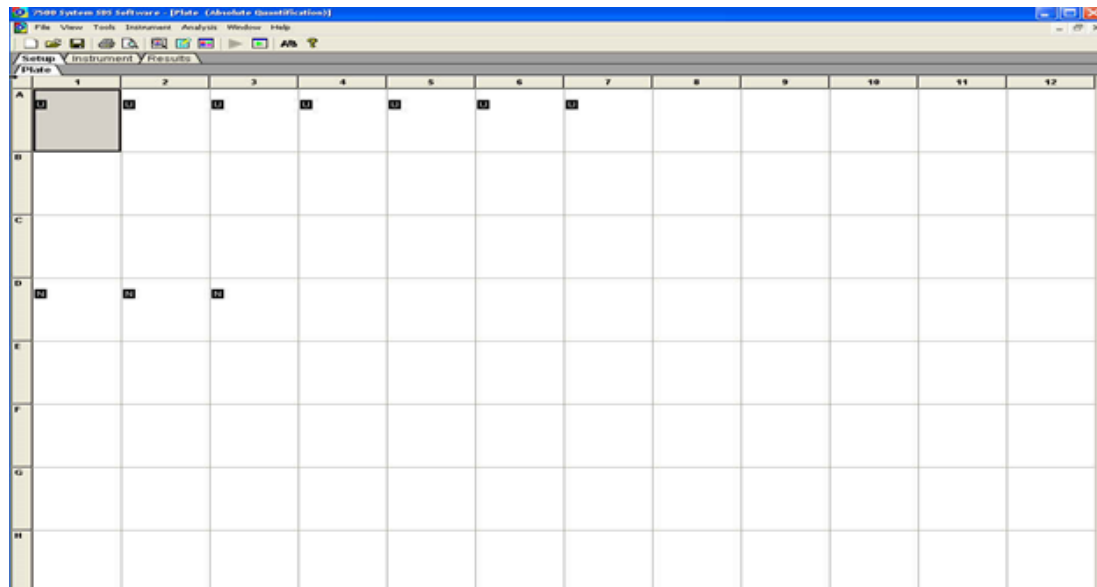 7500 System SDS Software - [Plate (Absolute Quantification)]
File View Tools Instrument Analysis Window Help
Setup Instrument Results
Plate
1 2 3 4 5 6 7 8 9 10 11 12
A U U U U U U U
B
C
D N N N
E
F
G
H